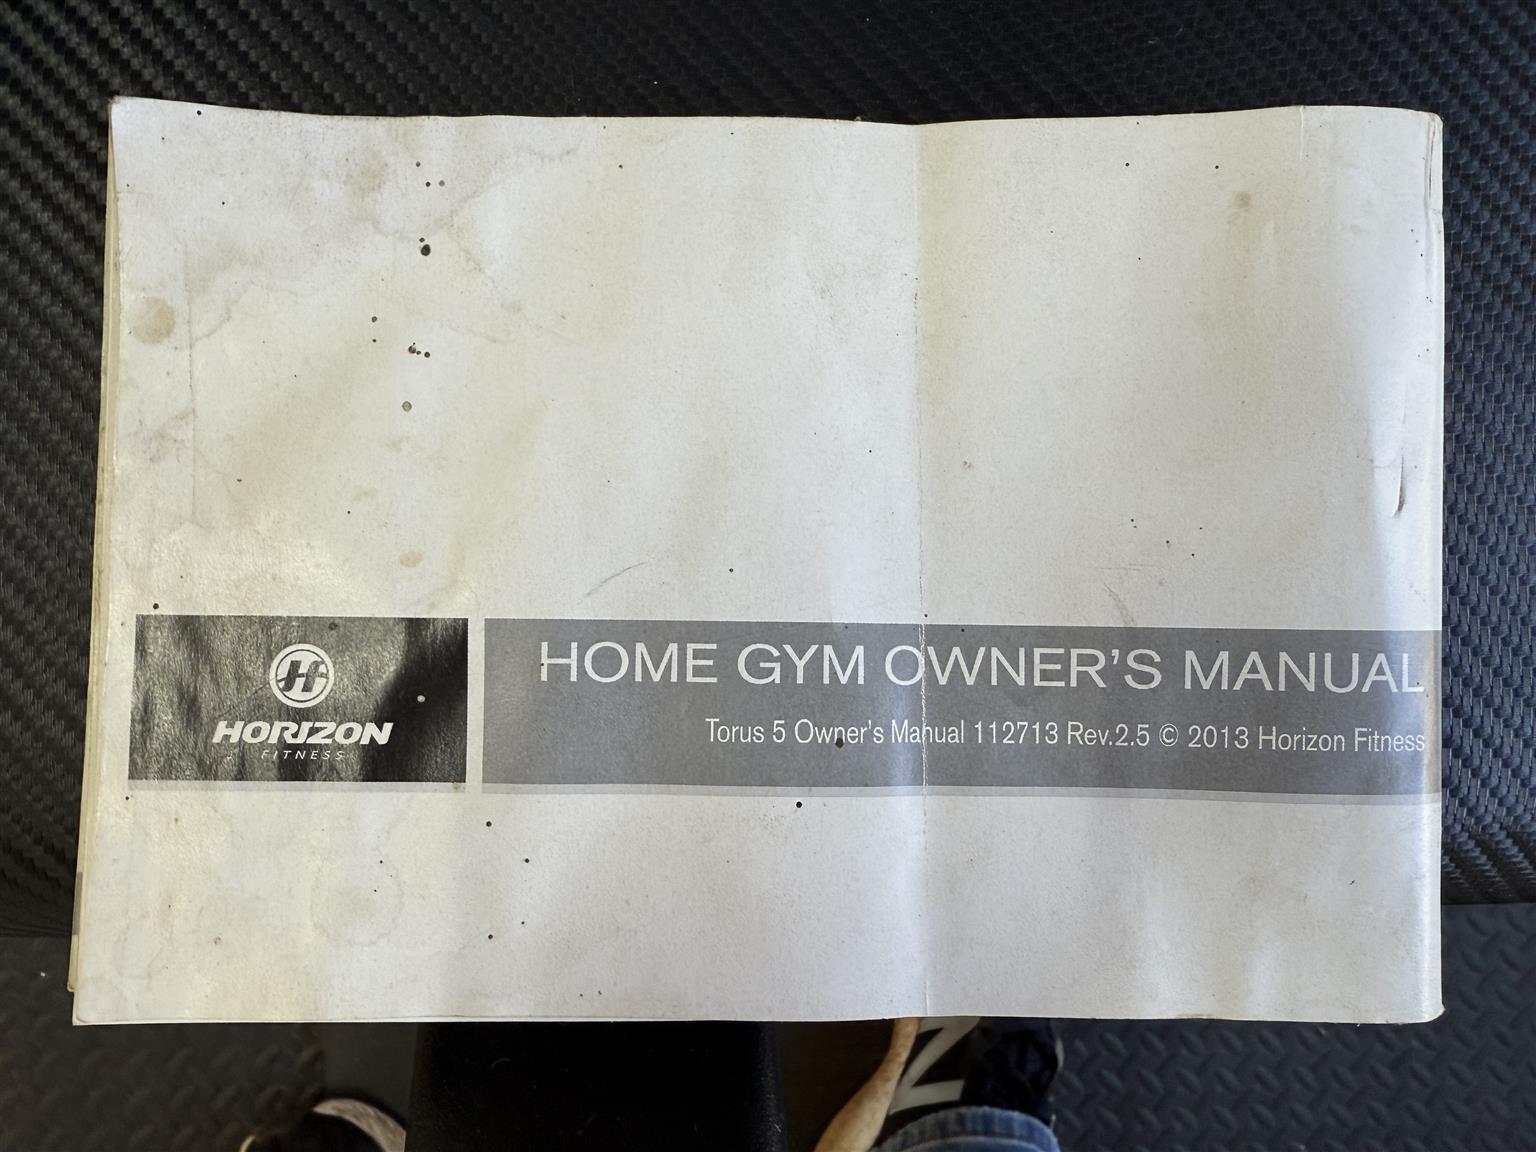 HORIZON
FITNESS
HOME GYM OWNER'S MANUAL
Torus 5 Owner's Manual 112713 Rev.2.5 © 2013 Horizon Fitness